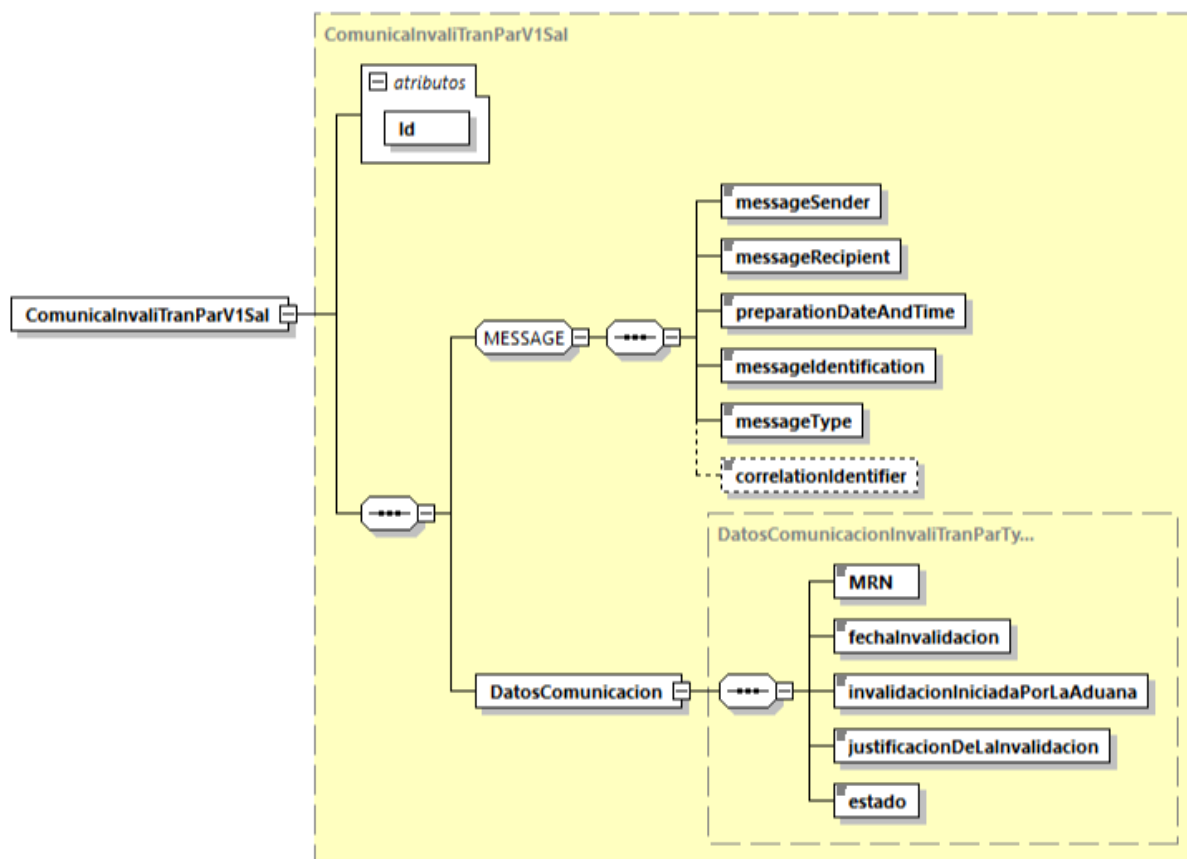 ComunicaInvaliTranParV1Sal
atributos
Id
messageSender
messageRecipient
ComunicaInvaliTranParV1Sal
preparationDateAndTime
MESSAGE
messageIdentification
messageType
correlationIdentifier
DatosComunicacionInvaliTranParTy...
MRN
fechaInvalidacion
DatosComunicacion
invalidacionIniciadaPorLaAduana
justificacionDeLaInvalidacion
estado